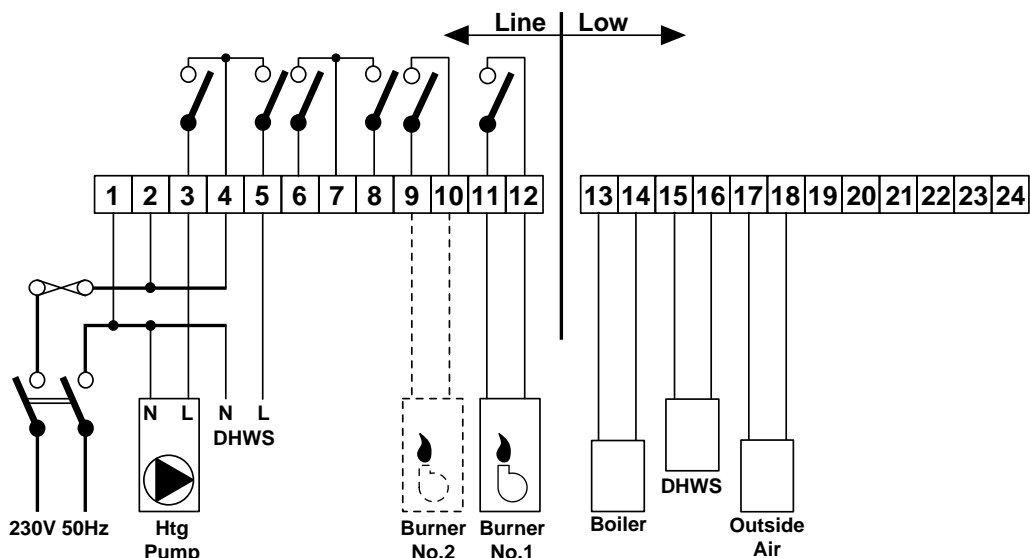 Line Low
1 2 3 4 5 6 7 8 9 10 11 12 13 14 15 16 17 18 19 20 21 22 23 24
N L N L
DHWS
230V 50Hz
Htg
Pump
Burner
No.2
Burner
No.1
Boiler
DHWS
Outside
Air